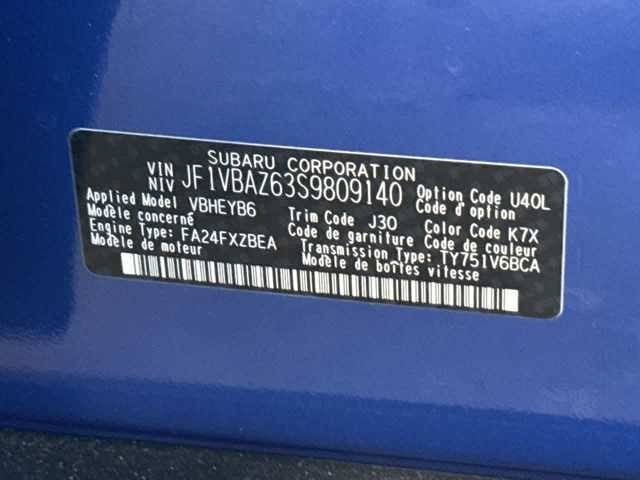 SUBARU CORPORATION
VIN
NIV JF1VBAZ63S9809140 Option Code U40L
Code d'option
Applied Model VBHEYB6 Trim Code J30 Color Code K7X
Modèle concerné Code de garniture Code de couleur
Engine Type: FA24FXZBEA Transmission Type: TY751V6BCA
Modèle de moteur Modèle de boîtes vitesse